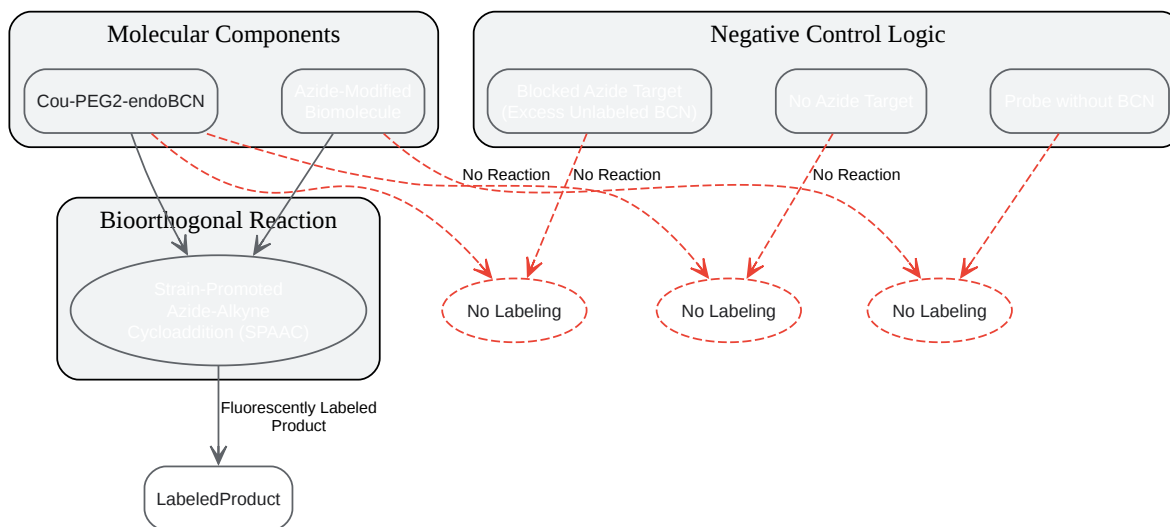 Molecular Components
Negative Control Logic
Cou-PEG2-endoBCN
Azide-Modified
Biomolecule
Blocked Azide Target
(Excess Unlabeled BCN)
No Azide Target
Probe without BCN
No Reaction
No Reaction
No Reaction
Bioorthogonal Reaction
Strain-Promoted
Azide-Alkyne
Cycloaddition (SPAAC)
No Labeling
No Labeling
No Labeling
Fluorescently Labeled
Product
LabeledProduct